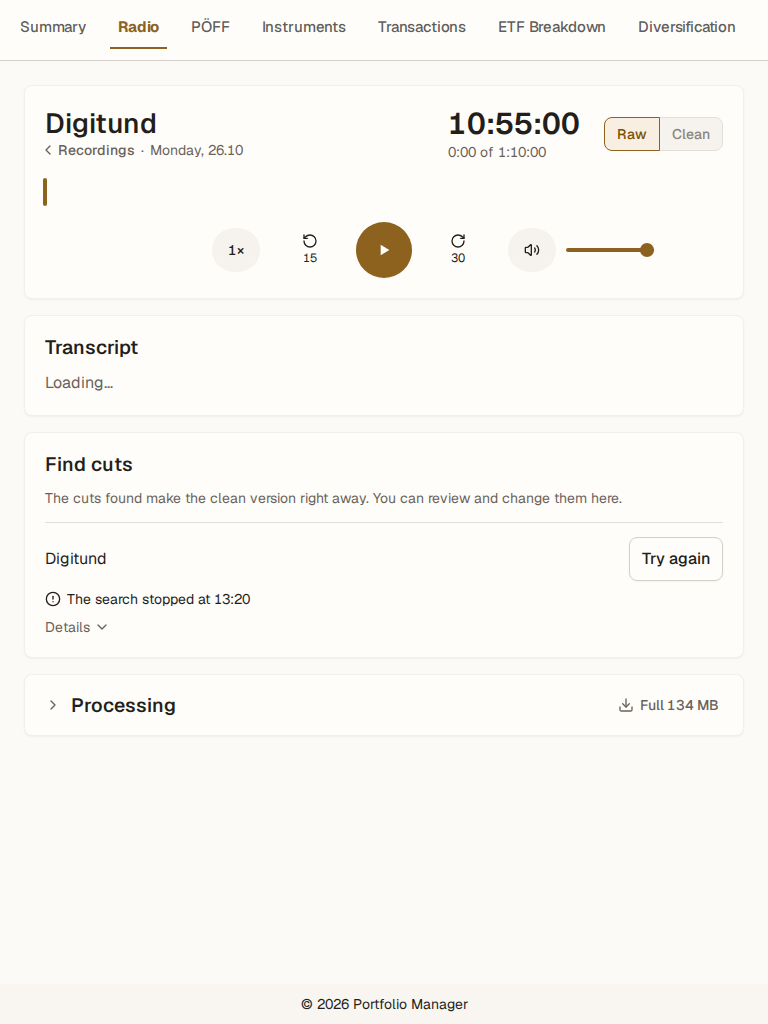 Summary Radio PÖFF Instruments Transactions ETF Breakdown Diversification
Digitund
Recordings · Monday, 26.10
10:55:00
0:00 of 1:10:00
Raw Clean
1×
15
30
Transcript
Loading...
Find cuts
The cuts found make the clean version right away. You can review and change them here.
Digitund
Try again
The search stopped at 13:20
Details
Processing
Full 134 MB
© 2026 Portfolio Manager